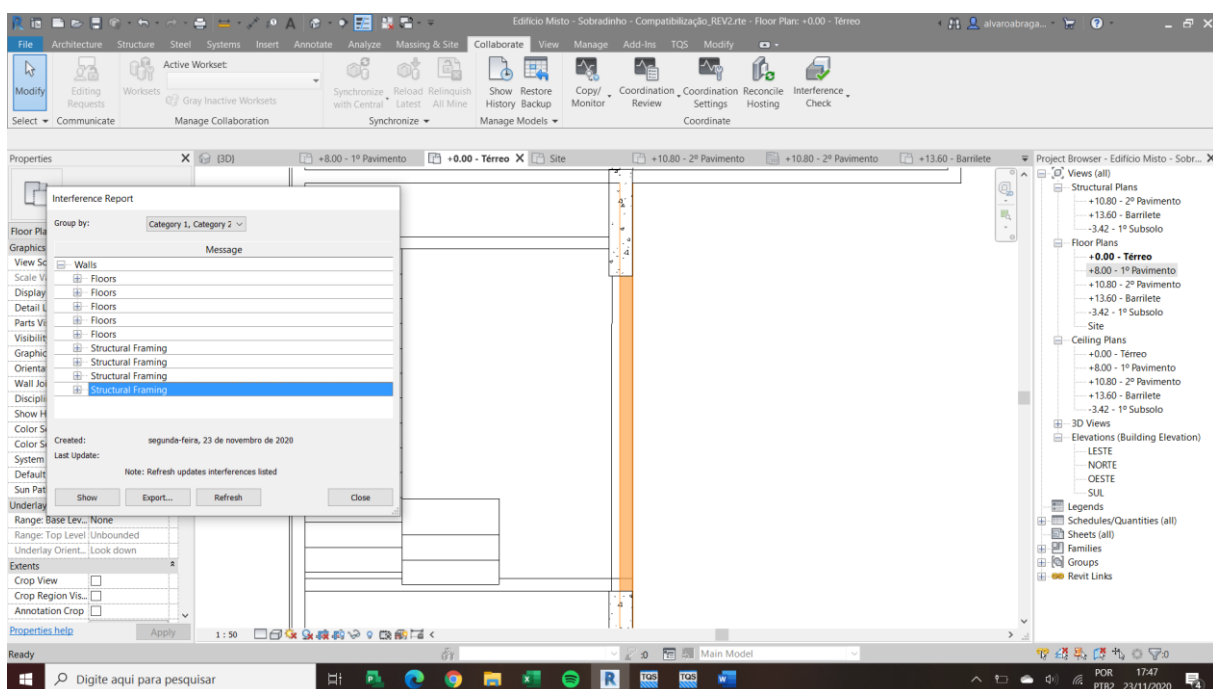 Edifício Misto - Sobradinho - Compatibilização_REV2.rte - Floor Plan: +0.00 - Térreo
alvaroabraga...
File Architecture Structure Steel Systems Insert Annotate Analyze Massing & Site Collaborate View Manage Add-Ins TQS Modify
Modify
Editing Requests
Worksets
Active Workset:
Gray Inactive Worksets
Synchronize with Central
Reload Latest
Relinquish All Mine
Show History
Restore Backup
Copy/ Monitor
Coordination Review
Coordination Settings
Reconcile Hosting
Interference Check
Select Communicate Manage Collaboration Synchronize Manage Models Coordinate
Properties
{3D} +8.00 - 1º Pavimento +0.00 - Térreo Site +10.80 - 2º Pavimento +10.80 - 2º Pavimento +13.60 - Barrilete
Project Browser - Edifício Misto - Sobr...
Interference Report
Group by: Category 1, Category 2
Message
Walls
Floors
Floors
Floors
Floors
Floors
Structural Framing
Structural Framing
Structural Framing
Structural Framing
Created: segunda-feira, 23 de novembro de 2020
Last Update:
Note: Refresh updates interferences listed
Show Export... Refresh Close
Floor Pla
Graphics
View Sc
Scale V
Display
Detail L
Parts Vi
Visibilit
Graphic
Orienta
Wall Joi
Discipli
Show H
Color S
Color S
System
Default
Sun Pat
Underlay
Range: Base Lev... None
Range: Top Level Unbounded
Underlay Orient... Look down
Extents
Crop View
Crop Region Vis...
Annotation Crop
Properties help Apply
1 : 50
Views (all)
Structural Plans
+10.80 - 2º Pavimento
+13.60 - Barrilete
-3.42 - 1º Subsolo
Floor Plans
+0.00 - Térreo
+8.00 - 1º Pavimento
+10.80 - 2º Pavimento
+13.60 - Barrilete
-3.42 - 1º Subsolo
Site
Ceiling Plans
+0.00 - Térreo
+8.00 - 1º Pavimento
+10.80 - 2º Pavimento
+13.60 - Barrilete
-3.42 - 1º Subsolo
3D Views
Elevations (Building Elevation)
LESTE
NORTE
OESTE
SUL
Legends
Schedules/Quantities (all)
Sheets (all)
Families
Groups
Revit Links
Ready
:0 Main Model
:0
Digite aqui para pesquisar
TQS TQS
POR
PTB2
17:47
23/11/2020